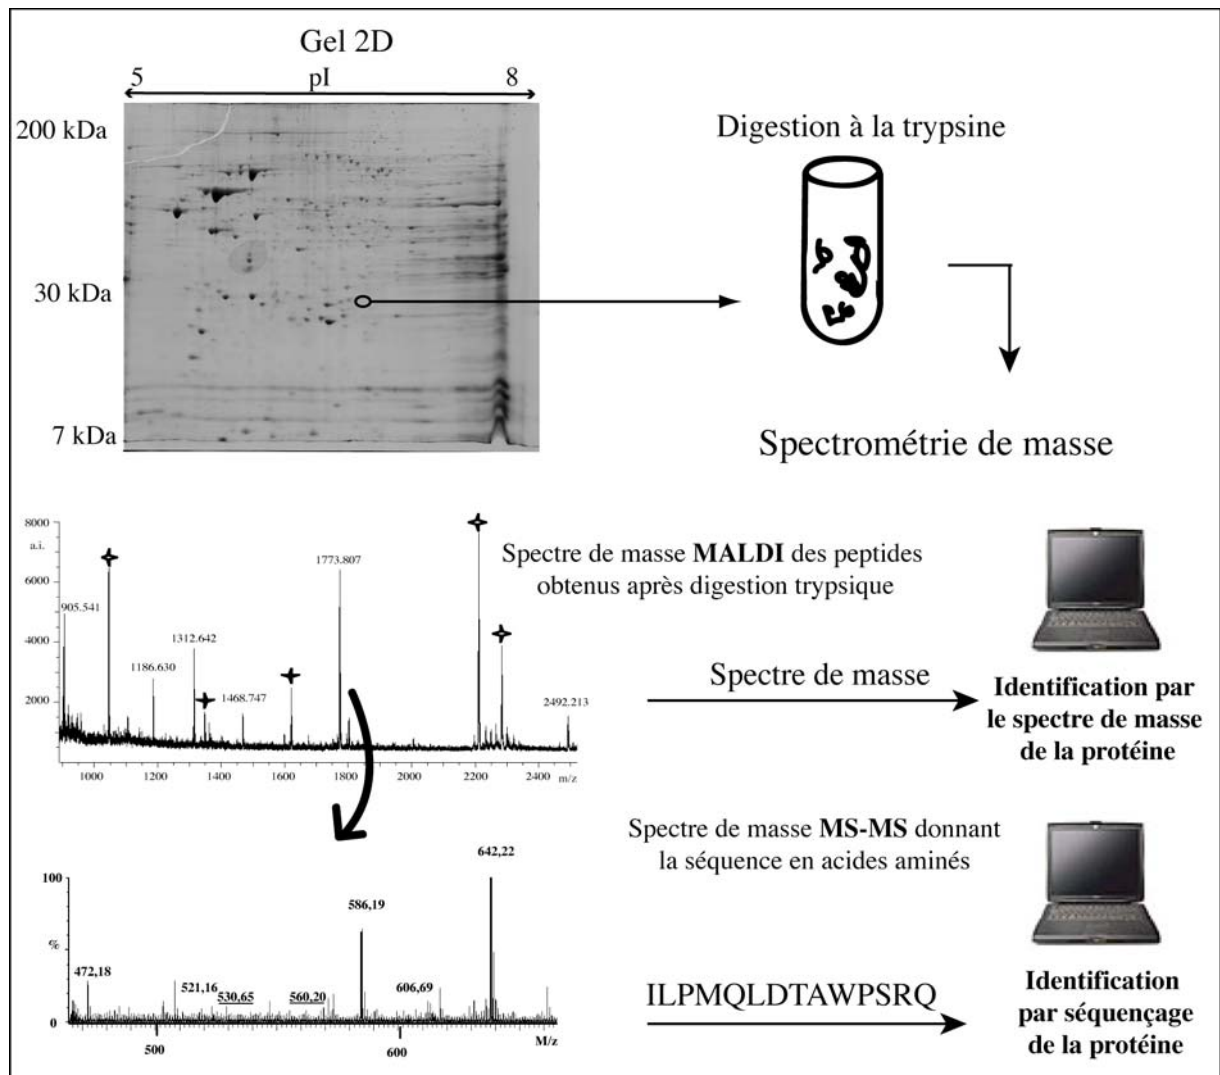 Gel 2D
5 pI 8
200 kDa
30 kDa
7 kDa
Digestion à la trypsine
Spectrométrie de masse
8000
a.i.
6000
4000
2000
905.541
1186.630
1312.642
1468.747
1773.807
2492.213
1000 1200 1400 1600 1800 2000 2200 2400 m/z
Spectre de masse MALDI des peptides
obtenus après digestion trypsique
Spectre de masse
Identification par
le spectre de masse
de la protéine
100
%
0
472,18
521,16
530,65
560,20
586,19
606,69
642,22
500 600 M/z
Spectre de masse MS-MS donnant
la séquence en acides aminés
ILPMQLDTAWPSRQ
Identification
par séquençage
de la protéine